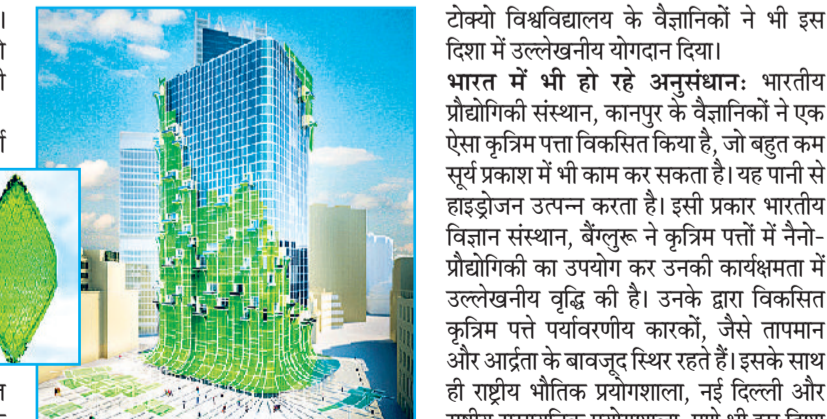 ।
टोक्यो विश्वविद्यालय के वैज्ञानिकों ने भी इस
दिशा में उल्लेखनीय योगदान दिया।
भारत में भी हो रहे अनुसंधान: भारतीय
प्रौद्योगिकी संस्थान, कानपुर के वैज्ञानिकों ने एक
ऐसा कृत्रिम पत्ता विकसित किया है, जो बहुत कम
सूर्य प्रकाश में भी काम कर सकता है। यह पानी से
हाइड्रोजन उत्पन्न करता है। इसी प्रकार भारतीय
विज्ञान संस्थान, बैंग्लुरू ने कृत्रिम पत्तों में नैनो-
प्रौद्योगिकी का उपयोग कर उनकी कार्यक्षमता में
उल्लेखनीय वृद्धि की है। उनके द्वारा विकसित
कृत्रिम पत्ते पर्यावरणीय कारकों, जैसे तापमान
और आर्द्रता के बावजूद स्थिर रहते हैं। इसके साथ
ही राष्ट्रीय भौतिक प्रयोगशाला, नई दिल्ली और